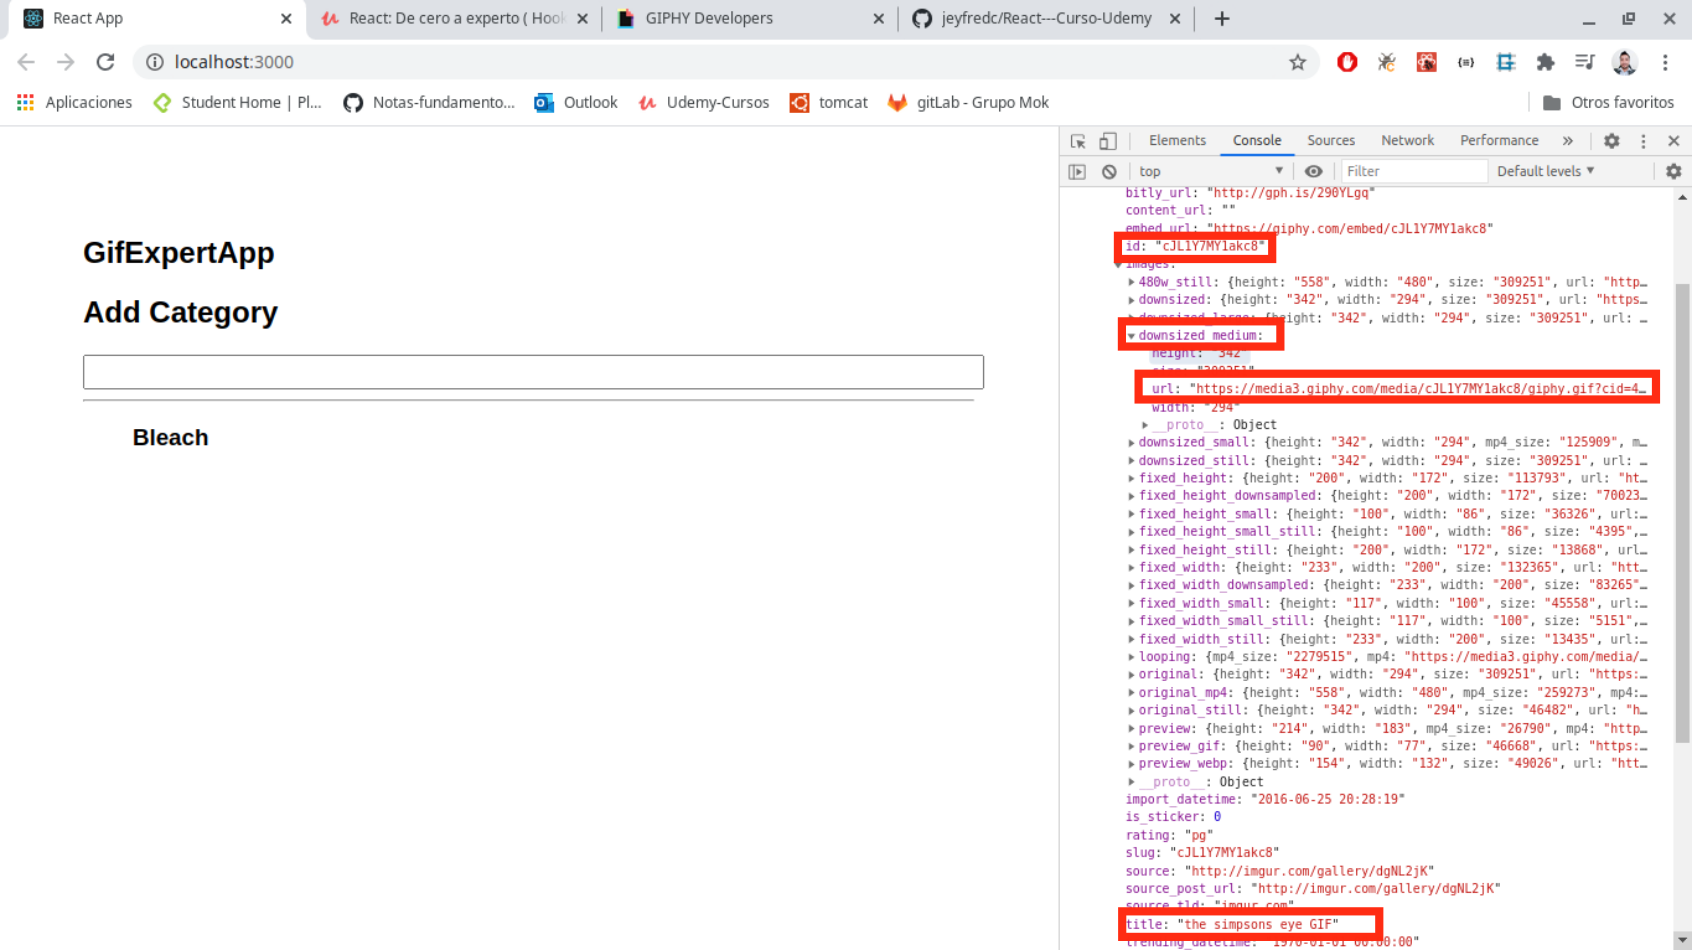 React App
React: De cero a experto ( Hook
GIPHY Developers
jeyfredc/React---Curso-Udemy
localhost:3000
Aplicaciones
Student Home | Pl...
Notas-fundamento...
Outlook
Udemy-Cursos
tomcat
gitLab - Grupo Mok
Otros favoritos
GifExpertApp
Add Category
Bleach
Elements Console Sources Network Performance »
top Filter Default levels
bitly_url: "http://gph.is/290YLgq"
content_url: ""
embed_url: "https://giphy.com/embed/cJL1Y7MY1akc8"
id: "cJL1Y7MY1akc8"
images:
480w_still: {height: "558", width: "480", size: "309251", url: "http…
downsized: {height: "342", width: "294", size: "309251", url: "https…
downsized_large: {height: "342", width: "294", size: "309251", url: …
downsized_medium:
height: "342"
size: "309251"
url: "https://media3.giphy.com/media/cJL1Y7MY1akc8/giphy.gif?cid=4…
width: "294"
__proto__: Object
downsized_small: {height: "342", width: "294", mp4_size: "125909", m…
downsized_still: {height: "342", width: "294", size: "309251", url: …
fixed_height: {height: "200", width: "172", size: "113793", url: "ht…
fixed_height_downsampled: {height: "200", width: "172", size: "70023…
fixed_height_small: {height: "100", width: "86", size: "36326", url:…
fixed_height_small_still: {height: "100", width: "86", size: "4395",…
fixed_height_still: {height: "200", width: "172", size: "13868", url…
fixed_width: {height: "233", width: "200", size: "132365", url: "htt…
fixed_width_downsampled: {height: "233", width: "200", size: "83265"…
fixed_width_small: {height: "117", width: "100", size: "45558", url:…
fixed_width_small_still: {height: "117", width: "100", size: "5151",…
fixed_width_still: {height: "233", width: "200", size: "13435", url:…
looping: {mp4_size: "2279515", mp4: "https://media3.giphy.com/media/…
original: {height: "342", width: "294", size: "309251", url: "https:…
original_mp4: {height: "558", width: "480", mp4_size: "259273", mp4:…
original_still: {height: "342", width: "294", size: "46482", url: "h…
preview: {height: "214", width: "183", mp4_size: "26790", mp4: "http…
preview_gif: {height: "90", width: "77", size: "46668", url: "https:…
preview_webp: {height: "154", width: "132", size: "49026", url: "htt…
__proto__: Object
import_datetime: "2016-06-25 20:28:19"
is_sticker: 0
rating: "pg"
slug: "cJL1Y7MY1akc8"
source: "http://imgur.com/gallery/dgNL2jK"
source_post_url: "http://imgur.com/gallery/dgNL2jK"
source_tld: "imgur.com"
title: "the simpsons eye GIF"
trending_datetime: "1970-01-01 00:00:00"